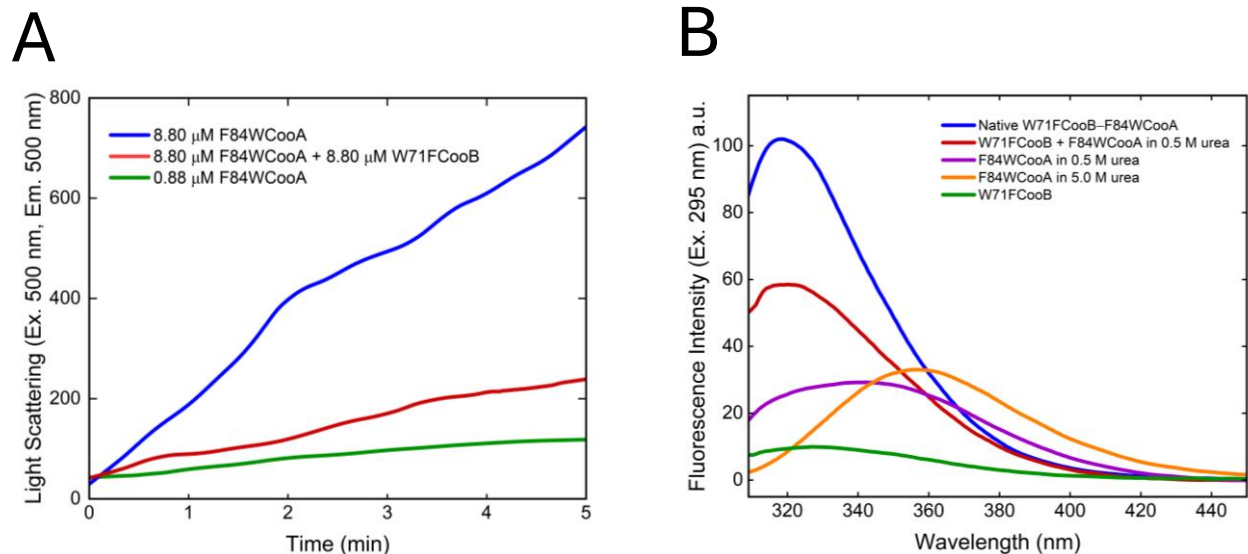 A
Light Scattering (Ex. 500 nm, Em. 500 nm)
800
600
400
200
0
8.80 μM F84WCooA
8.80 μM F84WCooA + 8.80 μM W71FCooB
0.88 μM F84WCooA
0 1 2 3 4 5
Time (min)
B
Fluorescence Intensity (Ex. 295 nm) a.u.
100
80
60
40
20
0
Native W71FCooB–F84WCooA
W71FCooB + F84WCooA in 0.5 M urea
F84WCooA in 0.5 M urea
F84WCooA in 5.0 M urea
W71FCooB
320 340 360 380 400 420 440
Wavelength (nm)